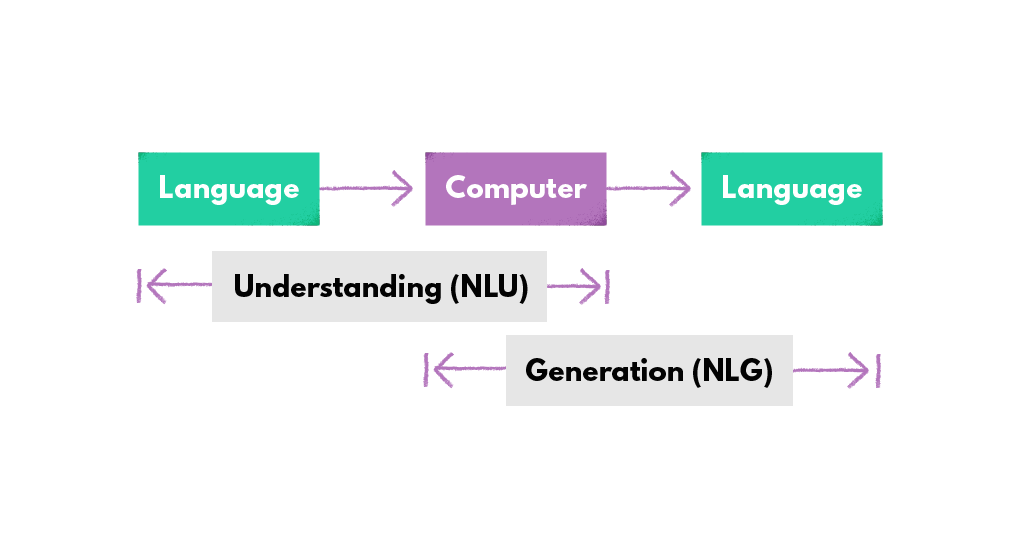 Language
Computer
Language
Understanding (NLU)
Generation (NLG)